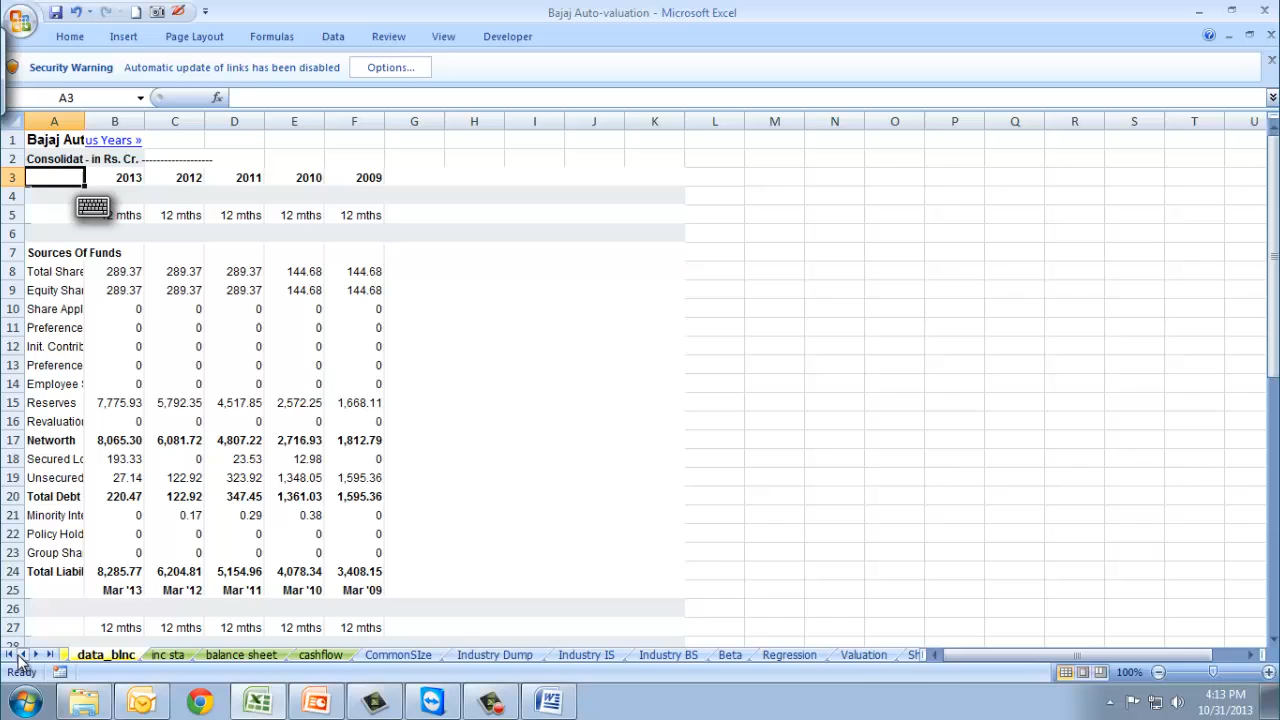 Bajaj Auto-valuation - Microsoft Excel
Home Insert Page Layout Formulas Data Review View Developer
Security Warning Automatic update of links has been disabled Options...
A3 fx
A B C D E F G H I J K L M N O P Q R S T U
1 Bajaj Aut us Years »
2 Consolidat - in Rs. Cr. -------------------
3 2013 2012 2011 2010 2009
4
5 12 mths 12 mths 12 mths 12 mths 12 mths
6
7 Sources Of Funds
8 Total Share 289.37 289.37 289.37 144.68 144.68
9 Equity Shar 289.37 289.37 289.37 144.68 144.68
10 Share Appl 0 0 0 0 0
11 Preference 0 0 0 0 0
12 Init. Contrib 0 0 0 0 0
13 Preference 0 0 0 0 0
14 Employee S 0 0 0 0 0
15 Reserves 7,775.93 5,792.35 4,517.85 2,572.25 1,668.11
16 Revaluation 0 0 0 0 0
17 Networth 8,065.30 6,081.72 4,807.22 2,716.93 1,812.79
18 Secured Lo 193.33 0 23.53 12.98 0
19 Unsecured 27.14 122.92 323.92 1,348.05 1,595.36
20 Total Debt 220.47 122.92 347.45 1,361.03 1,595.36
21 Minority Inte 0 0.17 0.29 0.38 0
22 Policy Hold 0 0 0 0 0
23 Group Shar 0 0 0 0 0
24 Total Liabil 8,285.77 6,204.81 5,154.96 4,078.34 3,408.15
25 Mar '13 Mar '12 Mar '11 Mar '10 Mar '09
26
27 12 mths 12 mths 12 mths 12 mths 12 mths
28
data_blnc inc sta balance sheet cashflow CommonSIze Industry Dump Industry IS Industry BS Beta Regression Valuation Sh
Ready 100%
4:13 PM
10/31/2013